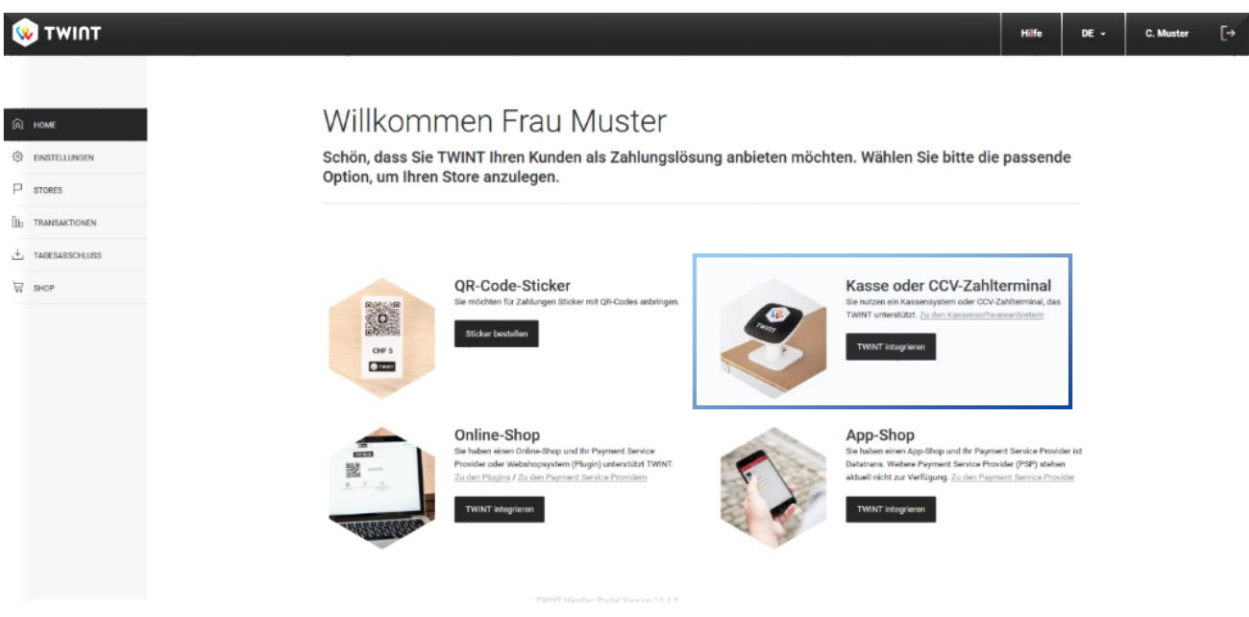 TWINT
Hilfe
DE
C. Muster
HOME
EINSTELLUNGEN
STORES
TRANSAKTIONEN
TAGESABSCHLUSS
SHOP
Willkommen Frau Muster
Schön, dass Sie TWINT Ihren Kunden als Zahlungslösung anbieten möchten. Wählen Sie bitte die passende
Option, um Ihren Store anzulegen.
QR-Code-Sticker
Sie möchten für Zahlungen Sticker mit QR-Codes anbringen.
Sticker bestellen
CHF 5
TWINT
Kasse oder CCV-Zahlterminal
Sie nutzen ein Kassensystem oder CCV-Zahlterminal, das
TWINT unterstützt. Zu den Kassensoftwareanbietern
TWINT integrieren
TWINT
Online-Shop
Sie haben einen Online-Shop und Ihr Payment Service
Provider oder Webshopsystem (Plugin) unterstützt TWINT.
Zu den Plugins / Zu den Payment Service Providern
TWINT integrieren
App-Shop
Sie haben einen App-Shop und Ihr Payment Service Provider ist
Datatrans. Weitere Payment Service Provider (PSP) stehen
aktuell nicht zur Verfügung. Zu den Payment Service Provider
TWINT integrieren
TWINT Händler-Portal Version